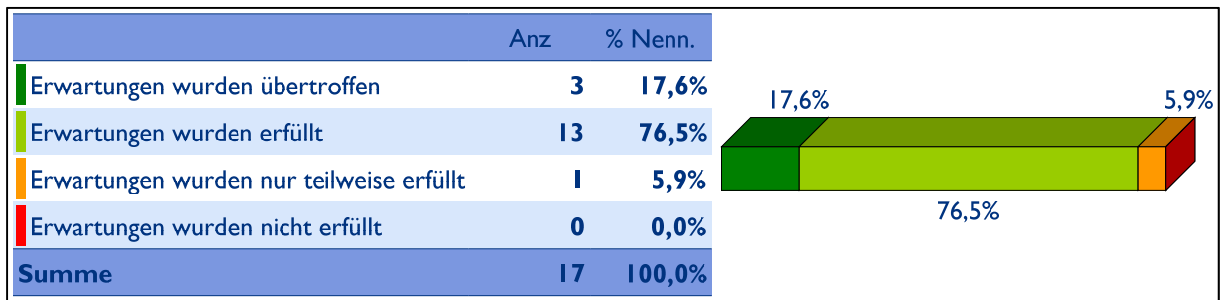 Anz % Nenn.
Erwartungen wurden übertroffen 3 17,6%
Erwartungen wurden erfüllt 13 76,5%
Erwartungen wurden nur teilweise erfüllt 1 5,9%
Erwartungen wurden nicht erfüllt 0 0,0%
Summe 17 100,0%
17,6% 5,9%
76,5%